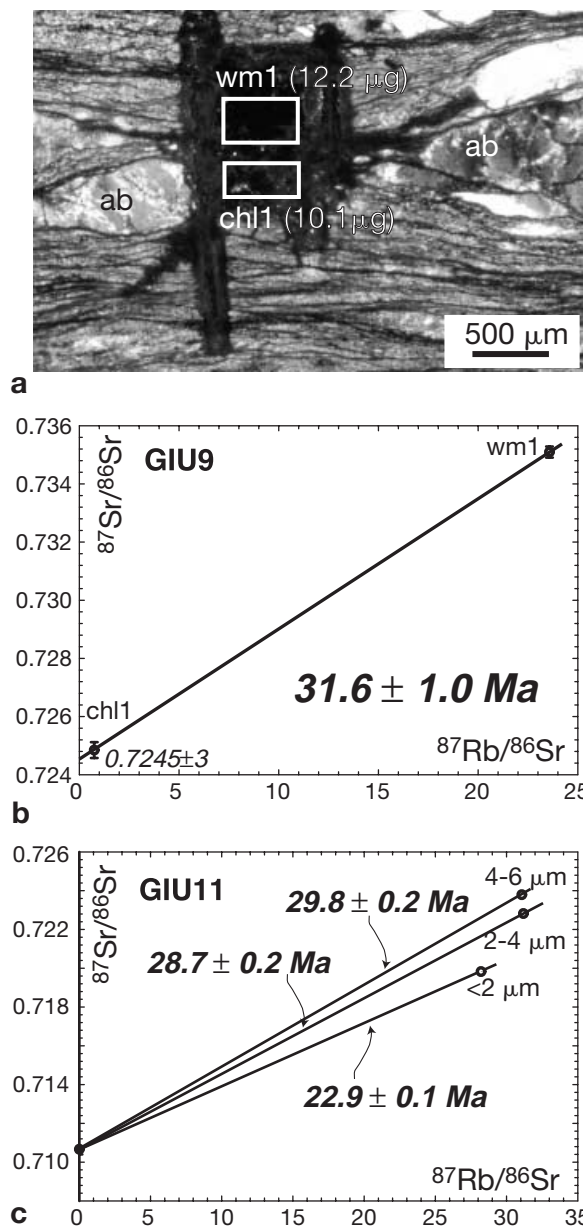 wm1 (12.2 μg)
ab
ab
chl1 (10.1μg)
500 μm
a
0.736
0.734
0.732
0.730
0.728
0.726
0.724
87Sr/86Sr
GIU9
wm1
chl1
0.7245±3
31.6 ± 1.0 Ma
87Rb/86Sr
0 5 10 15 20 25
b
0.726
0.722
0.718
0.714
0.710
87Sr/86Sr
GIU11
4-6 μm
29.8 ± 0.2 Ma
2-4 μm
28.7 ± 0.2 Ma
<2 μm
22.9 ± 0.1 Ma
87Rb/86Sr
0 5 10 15 20 25 30 35
c